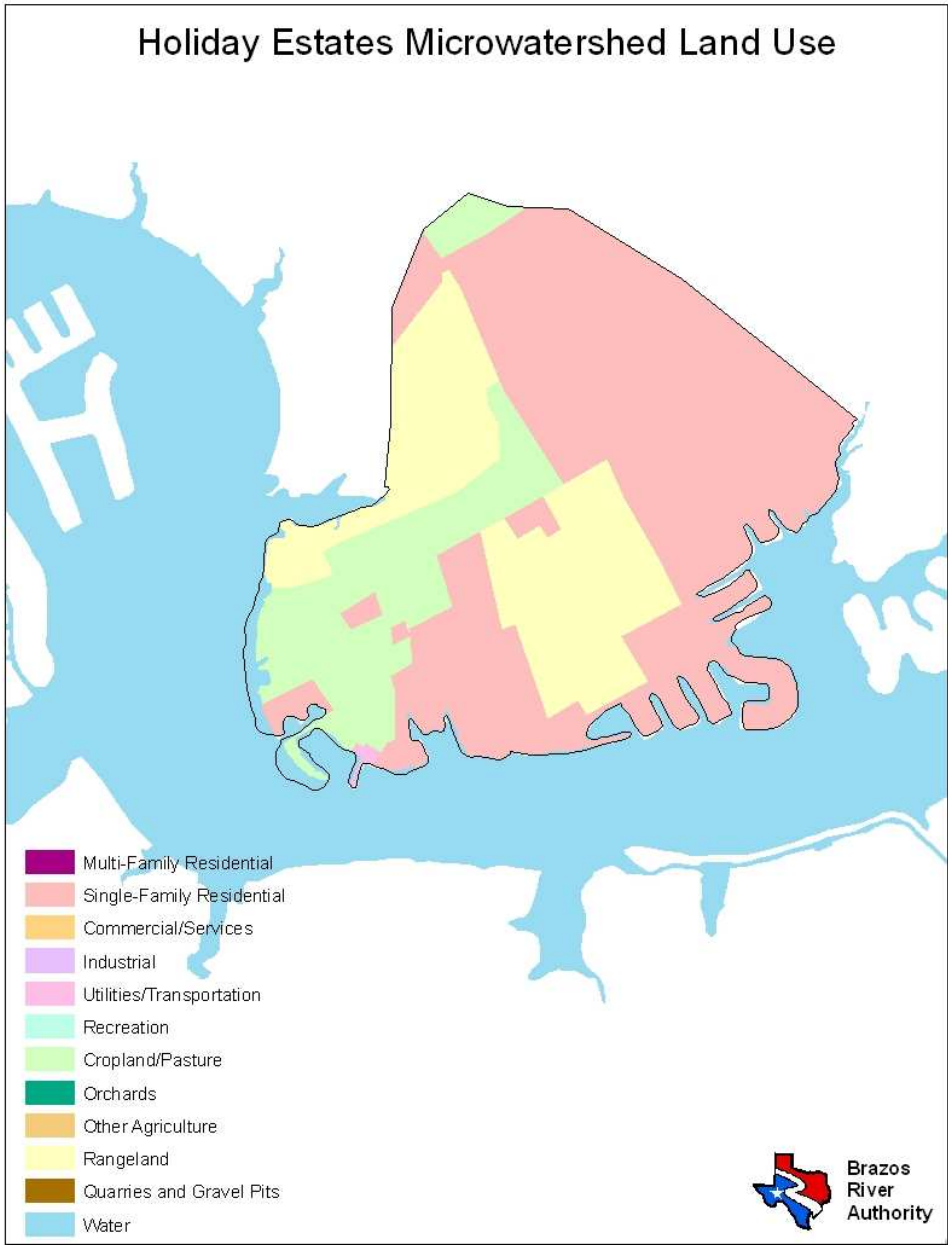 Holiday Estates Microwatershed Land Use
Multi-Family Residential
Single-Family Residential
Commercial/Services
Industrial
Utilities/Transportation
Recreation
Cropland/Pasture
Orchards
Other Agriculture
Rangeland
Quarries and Gravel Pits
Water
Brazos
River
Authority